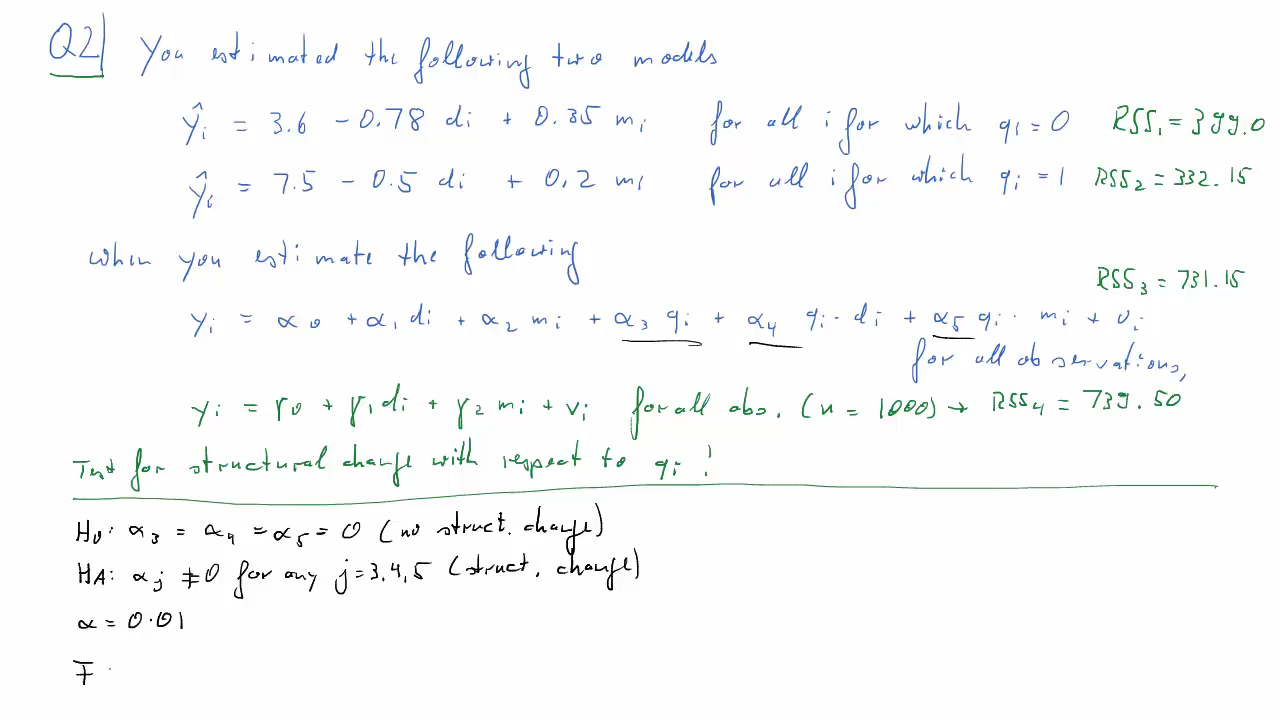 Q2 You estimated the following two models
ŷi = 3.6 - 0.78 di + 0.35 mi for all i for which qi = 0 RSS1 = 399.0
ŷi = 7.5 - 0.5 di + 0.2 mi for all i for which qi = 1 RSS2 = 332.15
When you estimate the following
RSS3 = 731.15
yi = α0 + α1 di + α2 mi + α3 qi + α4 qi · di + α5 qi · mi + υi
for all observations,
yi = γ0 + γ1 di + γ2 mi + vi for all obs. (n = 1000) → RSS4 = 739.50
Test for structural change with respect to qi !
H0: α3 = α4 = α5 = 0 (no struct. change)
HA: αj ≠ 0 for any j = 3,4,5 (struct. change)
α = 0.01
F